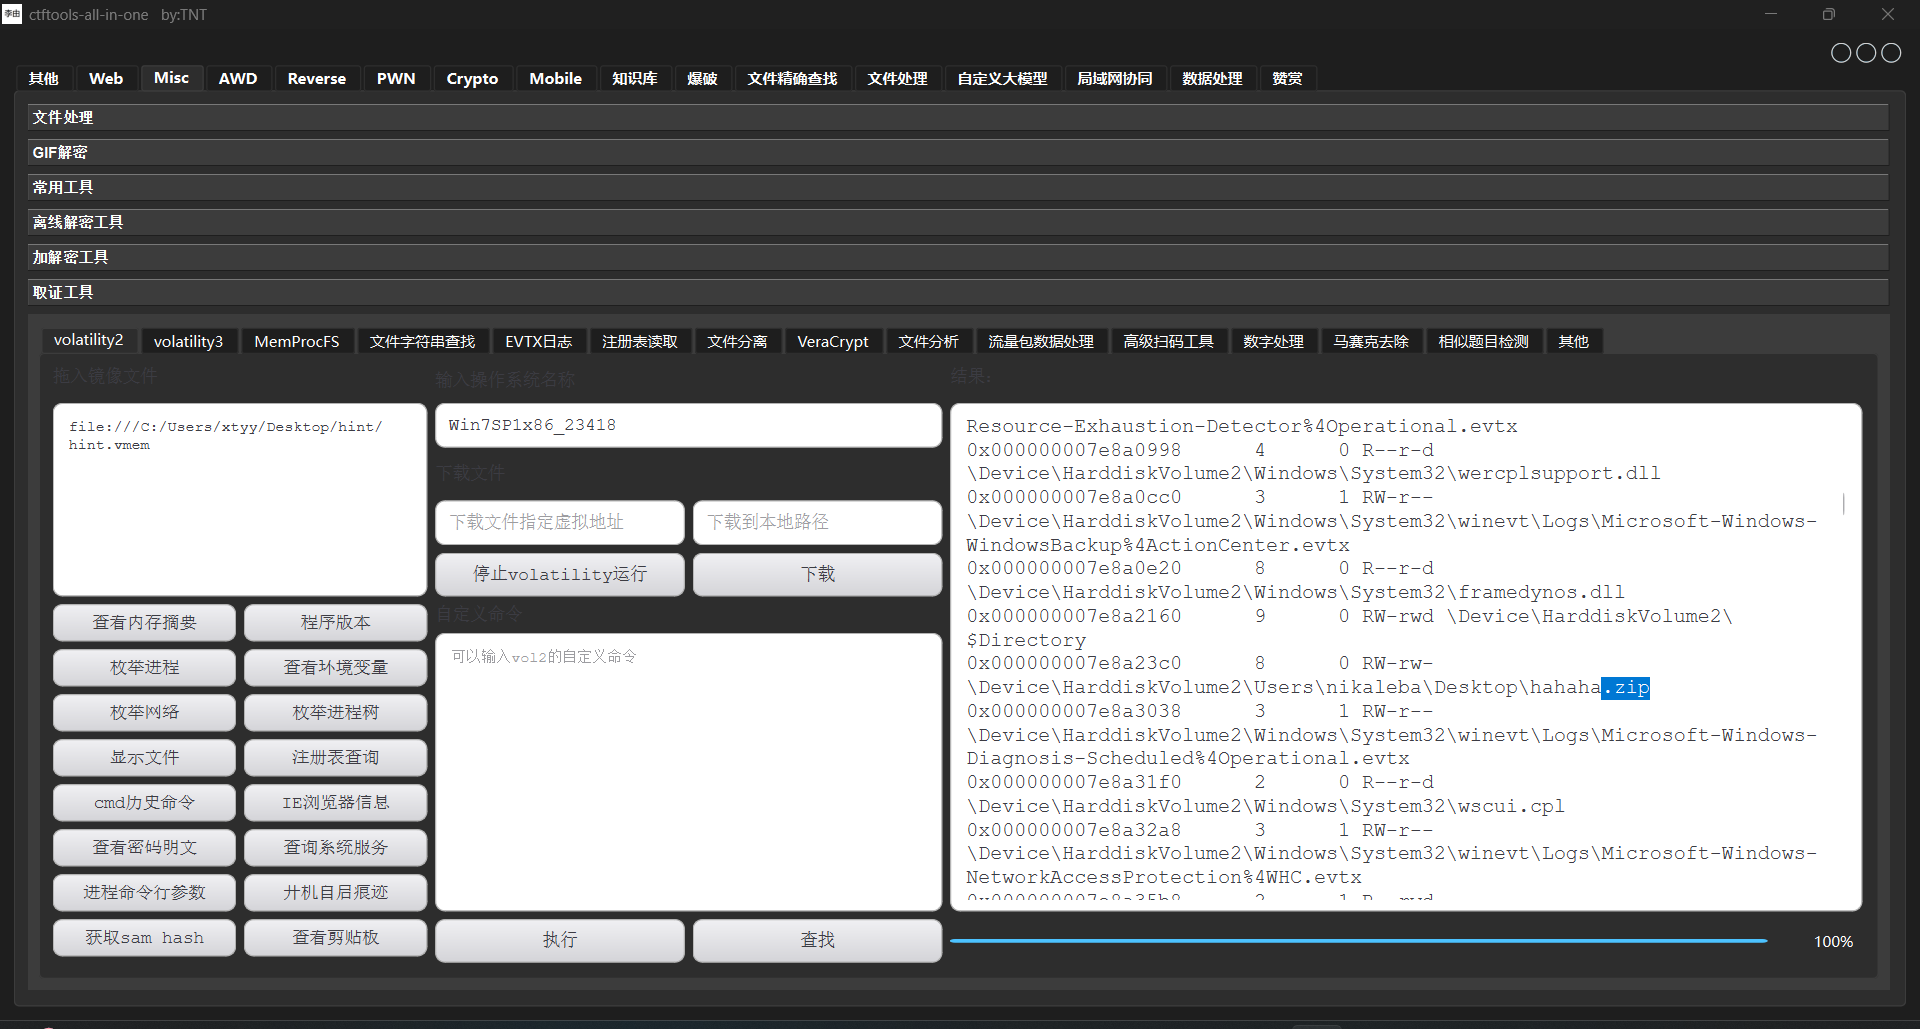 李由 ctftools-all-in-one by:TNT
其他 Web Misc AWD Reverse PWN Crypto Mobile 知识库 爆破 文件精确查找 文件处理 自定义大模型 局域网协同 数据处理 赞赏
文件处理
GIF解密
常用工具
离线解密工具
加解密工具
取证工具
volatility2 volatility3 MemProcFS 文件字符串查找 EVTX日志 注册表读取 文件分离 VeraCrypt 文件分析 流量包数据处理 高级扫码工具 数字处理 马赛克去除 相似题目检测 其他
拖入镜像文件
file:///C:/Users/xtyy/Desktop/hint/
hint.vmem
查看内存摘要 程序版本
枚举进程 查看环境变量
枚举网络 枚举进程树
显示文件 注册表查询
cmd历史命令 IE浏览器信息
查看密码明文 查询系统服务
进程命令行参数 开机自启痕迹
获取sam hash 查看剪贴板
输入操作系统名称
Win7SP1x86_23418
下载文件
下载文件指定虚拟地址 下载到本地路径
停止volatility运行 下载
自定义命令
可以输入vol2的自定义命令
执行 查找
结果:
Resource-Exhaustion-Detector%4Operational.evtx
0x000000007e8a0998 4 0 R--r-d
\Device\HarddiskVolume2\Windows\System32\wercplsupport.dll
0x000000007e8a0cc0 3 1 RW-r--
\Device\HarddiskVolume2\Windows\System32\winevt\Logs\Microsoft-Windows-
WindowsBackup%4ActionCenter.evtx
0x000000007e8a0e20 8 0 R--r-d
\Device\HarddiskVolume2\Windows\System32\framedynos.dll
0x000000007e8a2160 9 0 RW-rwd \Device\HarddiskVolume2\
$Directory
0x000000007e8a23c0 8 0 RW-rw-
\Device\HarddiskVolume2\Users\nikaleba\Desktop\hahaha.zip
0x000000007e8a3038 3 1 RW-r--
\Device\HarddiskVolume2\Windows\System32\winevt\Logs\Microsoft-Windows-
Diagnosis-Scheduled%4Operational.evtx
0x000000007e8a31f0 2 0 R--r-d
\Device\HarddiskVolume2\Windows\System32\wscui.cpl
0x000000007e8a32a8 3 1 RW-r--
\Device\HarddiskVolume2\Windows\System32\winevt\Logs\Microsoft-Windows-
NetworkAccessProtection%4WHC.evtx
100%